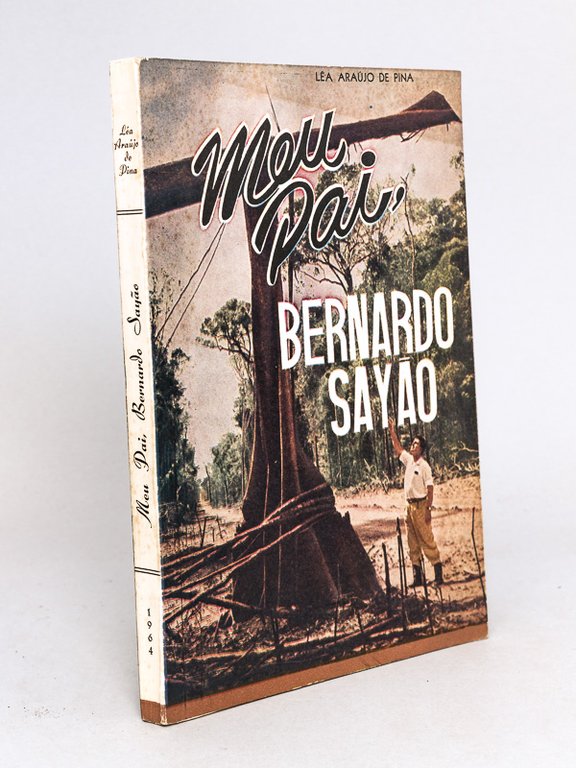 LÉA ARAÚJO DE PINA
Meu
Pai,
BERNARDO
SAYÃO
Léa
Araújo
de
Pina
Meu Pai, Bernardo Sayão
1964